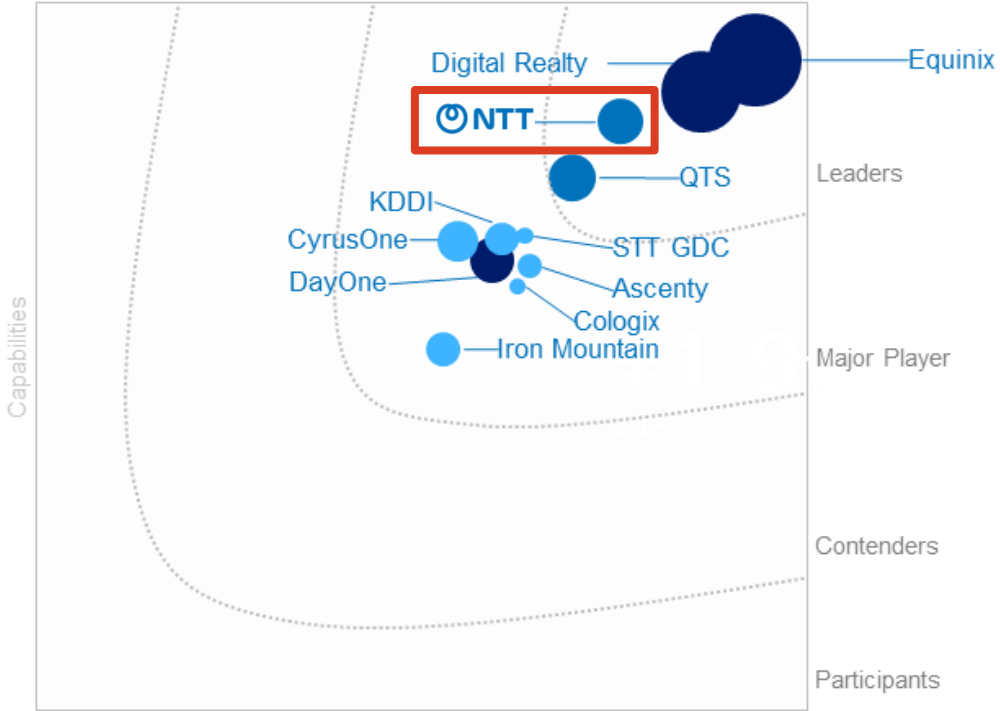 Digital Realty
Equinix
NTT
Leaders
QTS
KDDI
CyrusOne
STT GDC
DayOne
Ascenty
Cologix
Iron Mountain
Capabilities
Major Player
Contenders
Participants